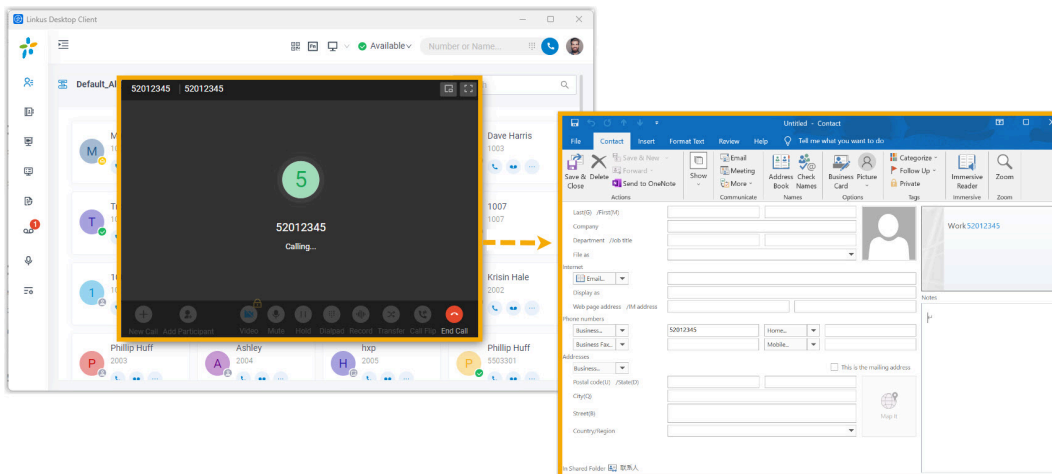 Linkus Desktop Client
Available
Number or Name...
Default_Al
52012345 52012345
5
52012345
Calling...
New Call Add Participant Video Mute Hold Dialpad Record Transfer Call Flip End Call
M
Dave Harris
1003
T
1007
1007
1
Krisin Hale
2002
P
Phillip Huff
2003
A
Ashley
2004
H
hxp
2005
P
Phillip Huff
5503301
Untitled - Contact
File Contact Insert Format Text Review Help Tell me what you want to do
Save & Close
Delete
Save & New
Forward
Send to OneNote
Actions
Show
Email
Meeting
More
Communicate
Address Book
Check Names
Names
Business Card
Picture
Options
Categorize
Follow Up
Private
Tags
Immersive Reader
Immersive
Zoom
Zoom
Last(G) /First(M)
Company
Department /Job title
File as
Internet
Email...
Display as
Web page address /IM address
Phone numbers
Business... 52012345 Home...
Business Fax... Mobile...
Addresses
Business... This is the mailing address
Postal code(U) /State(D)
City(Q)
Street(B)
Country/Region
Map It
Work 52012345
Notes
In Shared Folder 联系人